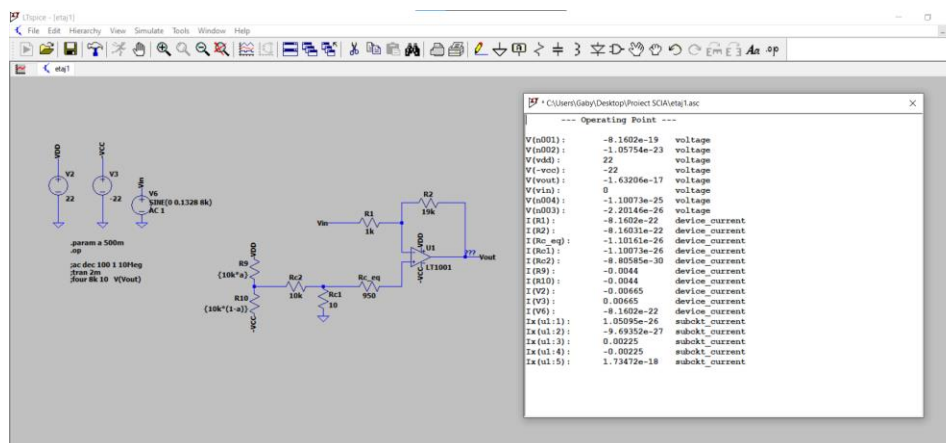 LTspice - [etaj1]
File Edit Hierarchy View Simulate Tools Window Help
Aa .op
etaj1
VDD
V2
22
-VCC
V3
-22
Vin
V6
SINE(0 0.1328 8k)
AC 1
.param a 500m
.op
;ac dec 100 1 10Meg
;tran 2m
;four 8k 10 V(Vout)
VDD
R9
{10k*a}
R10
{10k*(1-a)}
-VCC
Rc2
10k
Rc1
10
Rc_eq
950
Vin
R1
1k
R2
19k
VDD
U1
LT1001
-VCC
???
Vout
C:\Users\Gaby\Desktop\Proiect SCIA\etaj1.asc
--- Operating Point ---
V(n001): -8.1602e-19 voltage
V(n002): -1.05754e-23 voltage
V(vdd): 22 voltage
V(-vcc): -22 voltage
V(vout): -1.63206e-17 voltage
V(vin): 0 voltage
V(n004): -1.10073e-25 voltage
V(n003): -2.20146e-26 voltage
I(R1): -8.1602e-22 device_current
I(R2): -8.16031e-22 device_current
I(Rc_eq): -1.10161e-26 device_current
I(Rc1): -1.10073e-26 device_current
I(Rc2): -8.80585e-30 device_current
I(R9): -0.0044 device_current
I(R10): -0.0044 device_current
I(V2): -0.00665 device_current
I(V3): 0.00665 device_current
I(V6): -8.1602e-22 device_current
Ix(u1:1): 1.05095e-26 subckt_current
Ix(u1:2): -9.69352e-27 subckt_current
Ix(u1:3): 0.00225 subckt_current
Ix(u1:4): -0.00225 subckt_current
Ix(u1:5): 1.73472e-18 subckt_current